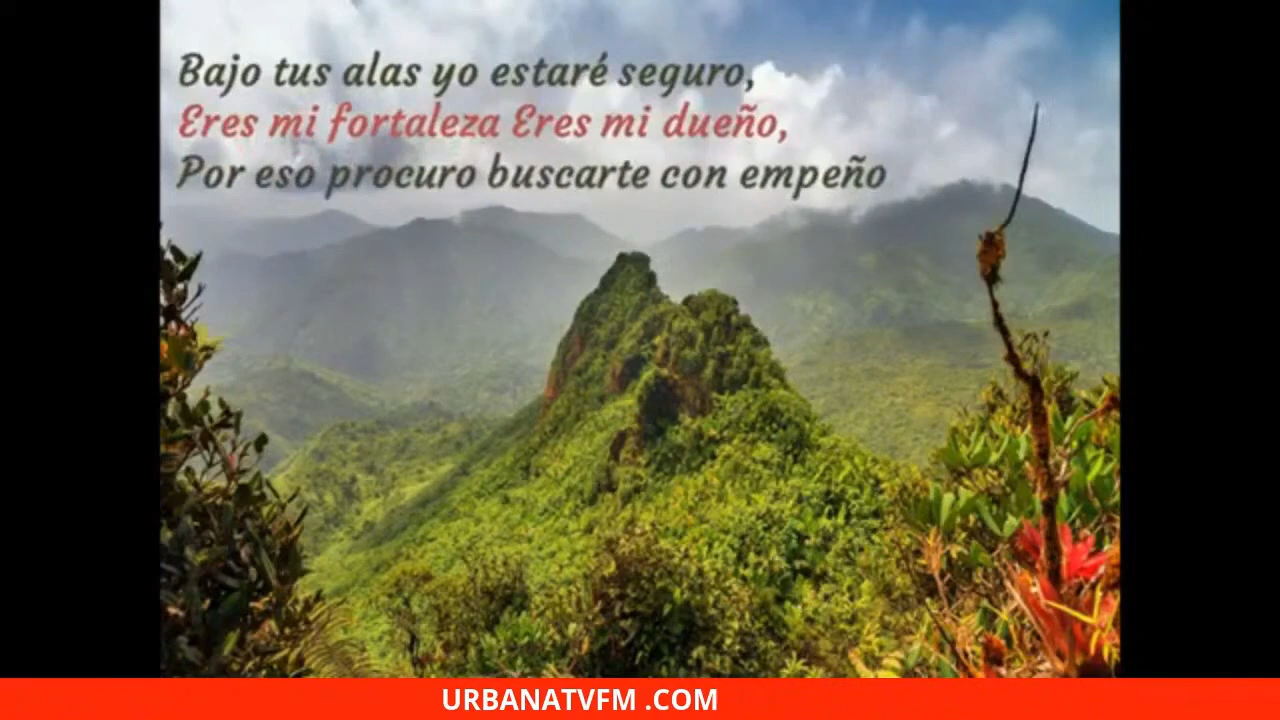 Bajo tus alas yo estaré seguro,
Eres mi fortaleza Eres mi dueño,
Por eso procuro buscarte con empeño
URBANATVFM .COM